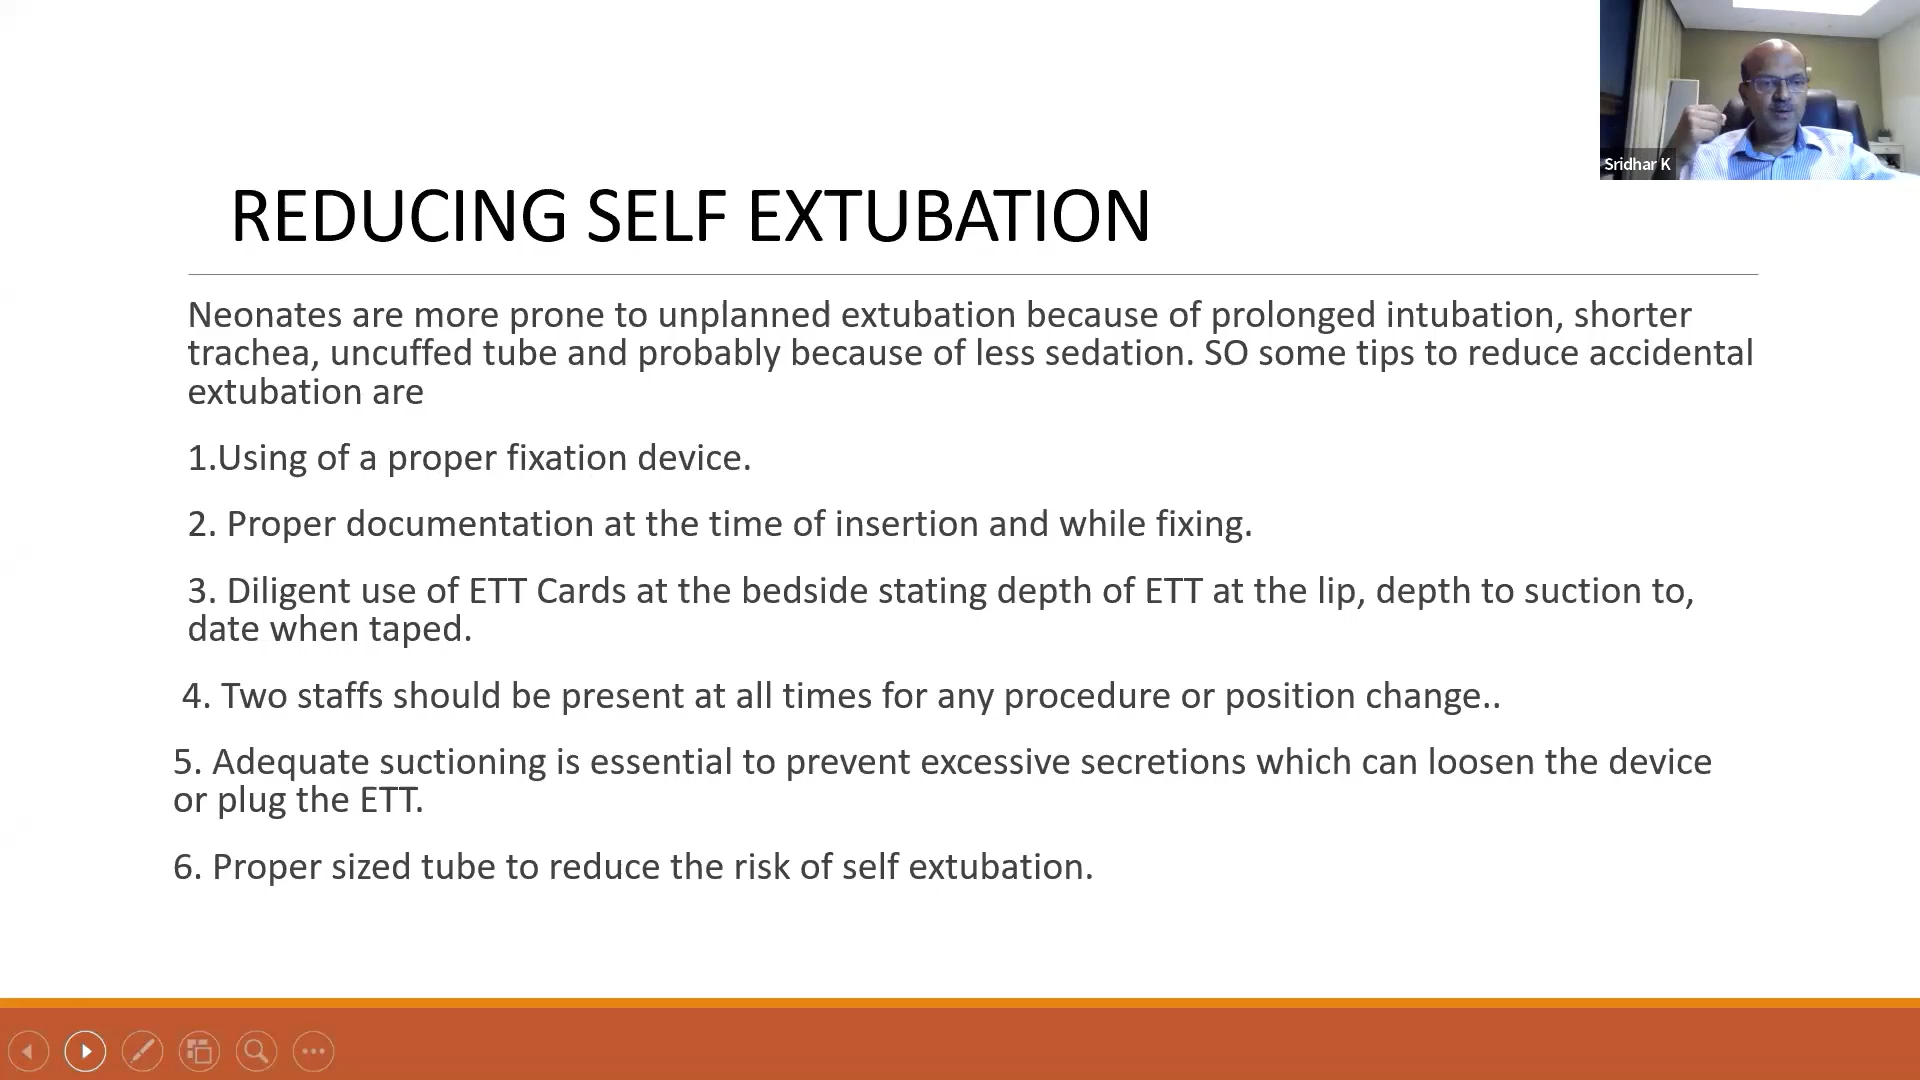 Sridhar K
REDUCING SELF EXTUBATION
Neonates are more prone to unplanned extubation because of prolonged intubation, shorter
trachea, uncuffed tube and probably because of less sedation. SO some tips to reduce accidental
extubation are
1.Using of a proper fixation device.
2. Proper documentation at the time of insertion and while fixing.
3. Diligent use of ETT Cards at the bedside stating depth of ETT at the lip, depth to suction to,
date when taped.
4. Two staffs should be present at all times for any procedure or position change..
5. Adequate suctioning is essential to prevent excessive secretions which can loosen the device
or plug the ETT.
6. Proper sized tube to reduce the risk of self extubation.